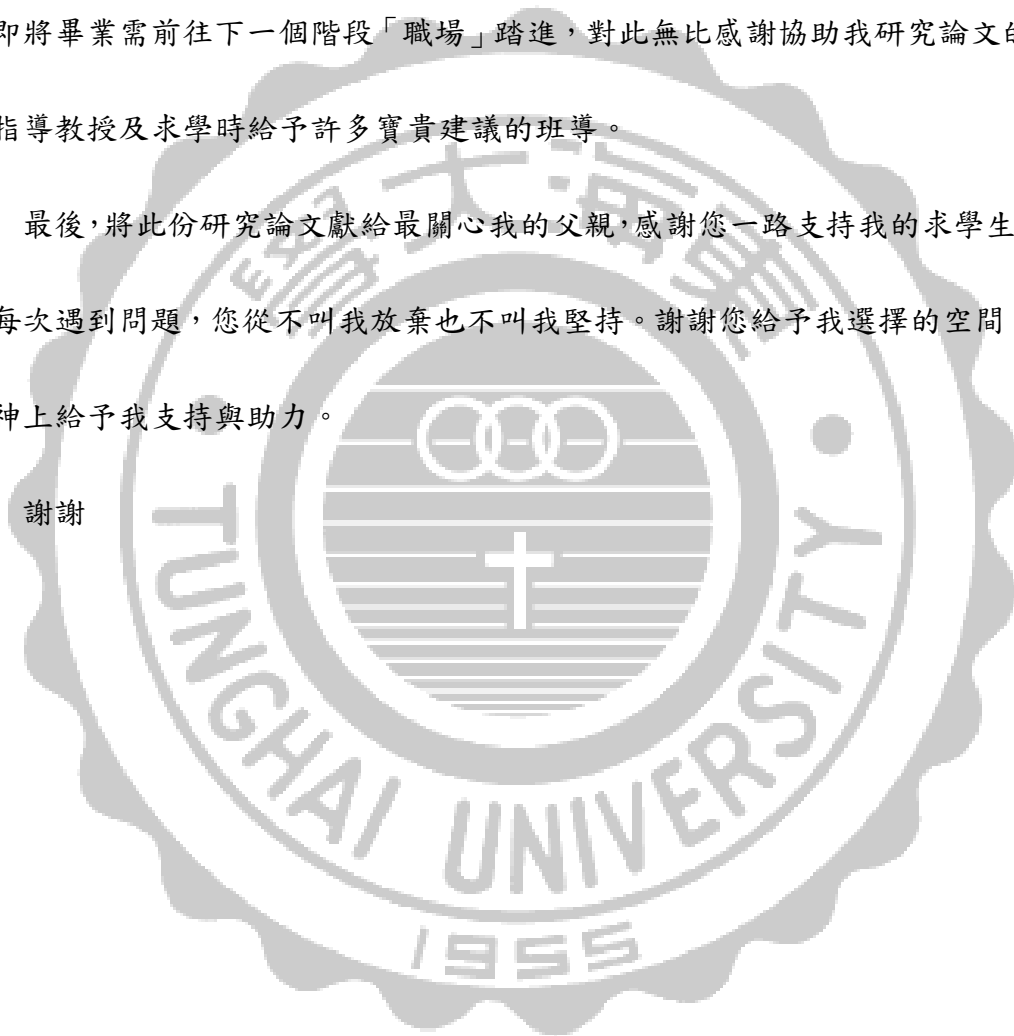 即將畢業需前往下一個階段「職場」踏進，對此無比感謝協助我研究論文的
指導教授及求學時給予許多寶貴建議的班導。
最後，將此份研究論文獻給最關心我的父親，感謝您一路支持我的求學生
每次遇到問題，您從不叫我放棄也不叫我堅持。謝謝您給予我選擇的空間
神上給予我支持與助力。
謝謝
學大海東
TUNGHAI UNIVERSITY
1955